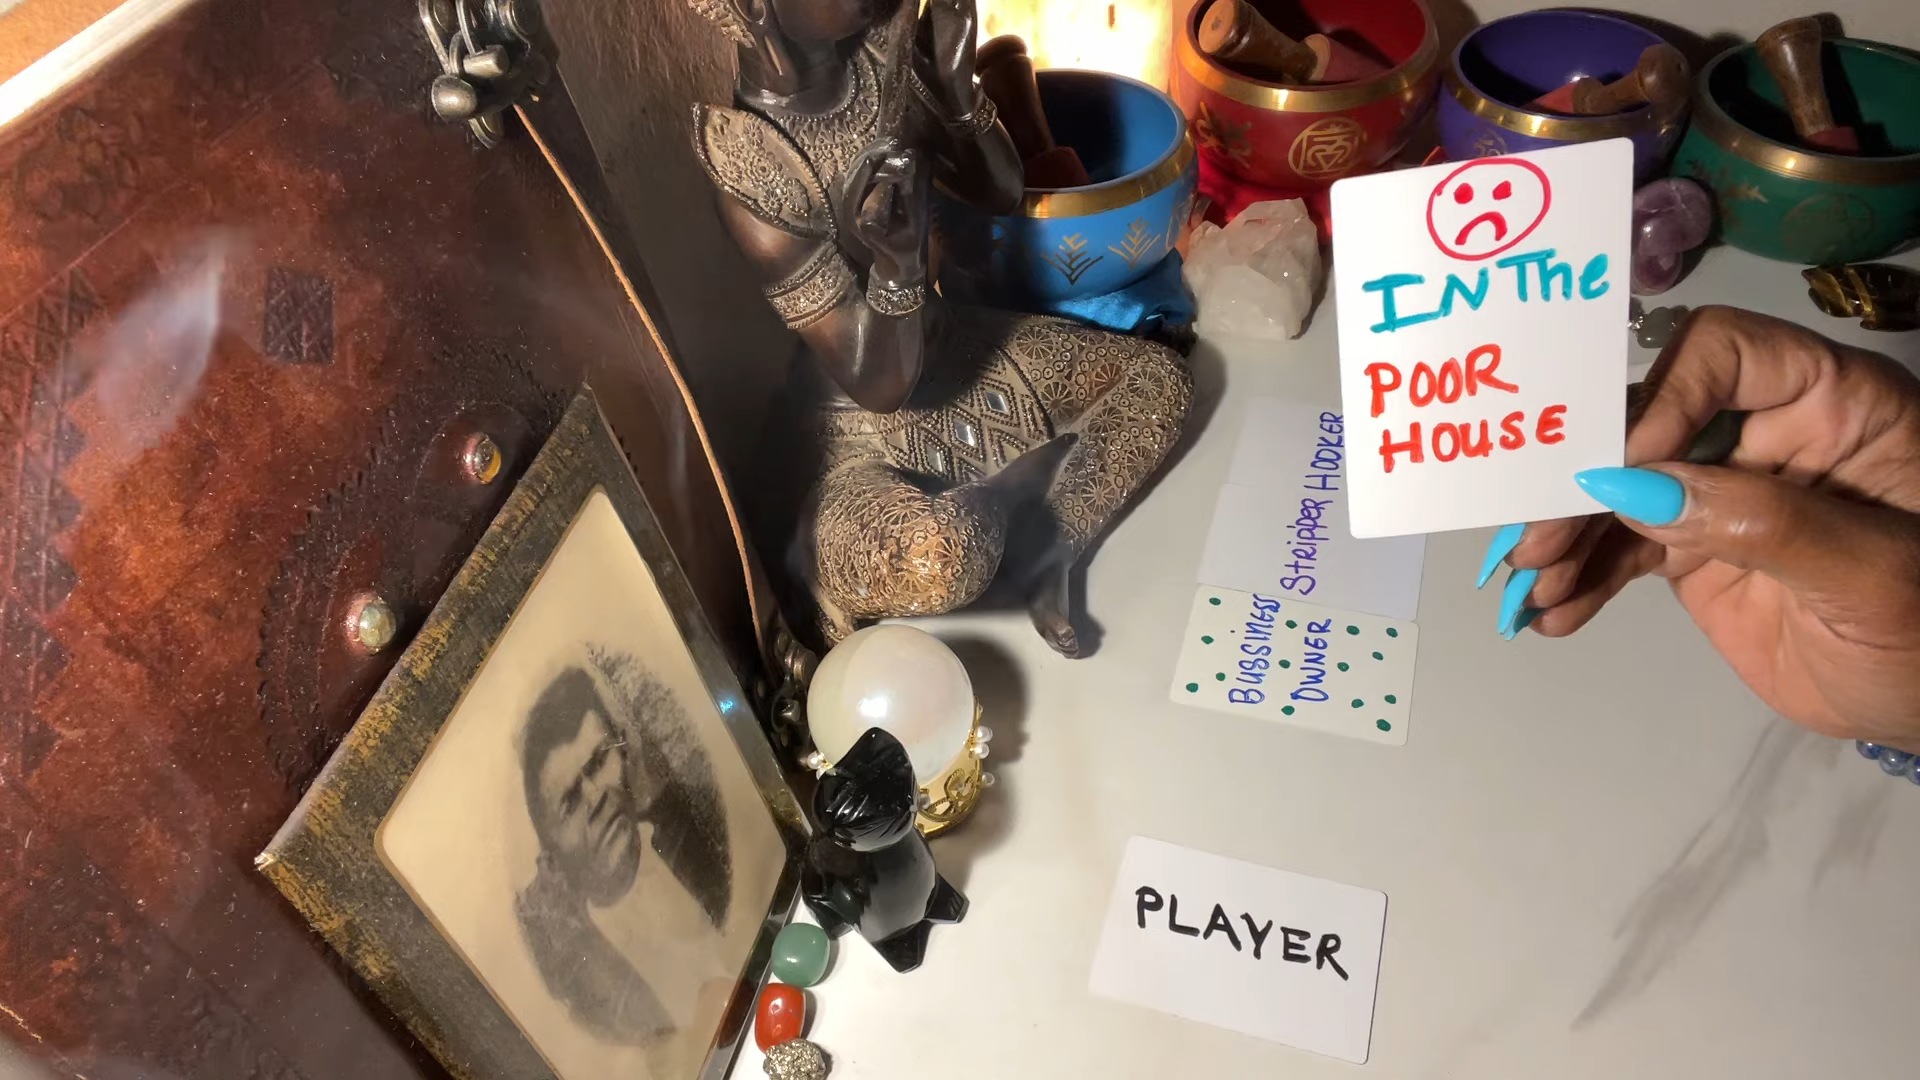 IN The
POOR
HOUSE
Stripper HOOKER
BUSSINESS
OWNER
PLAYER